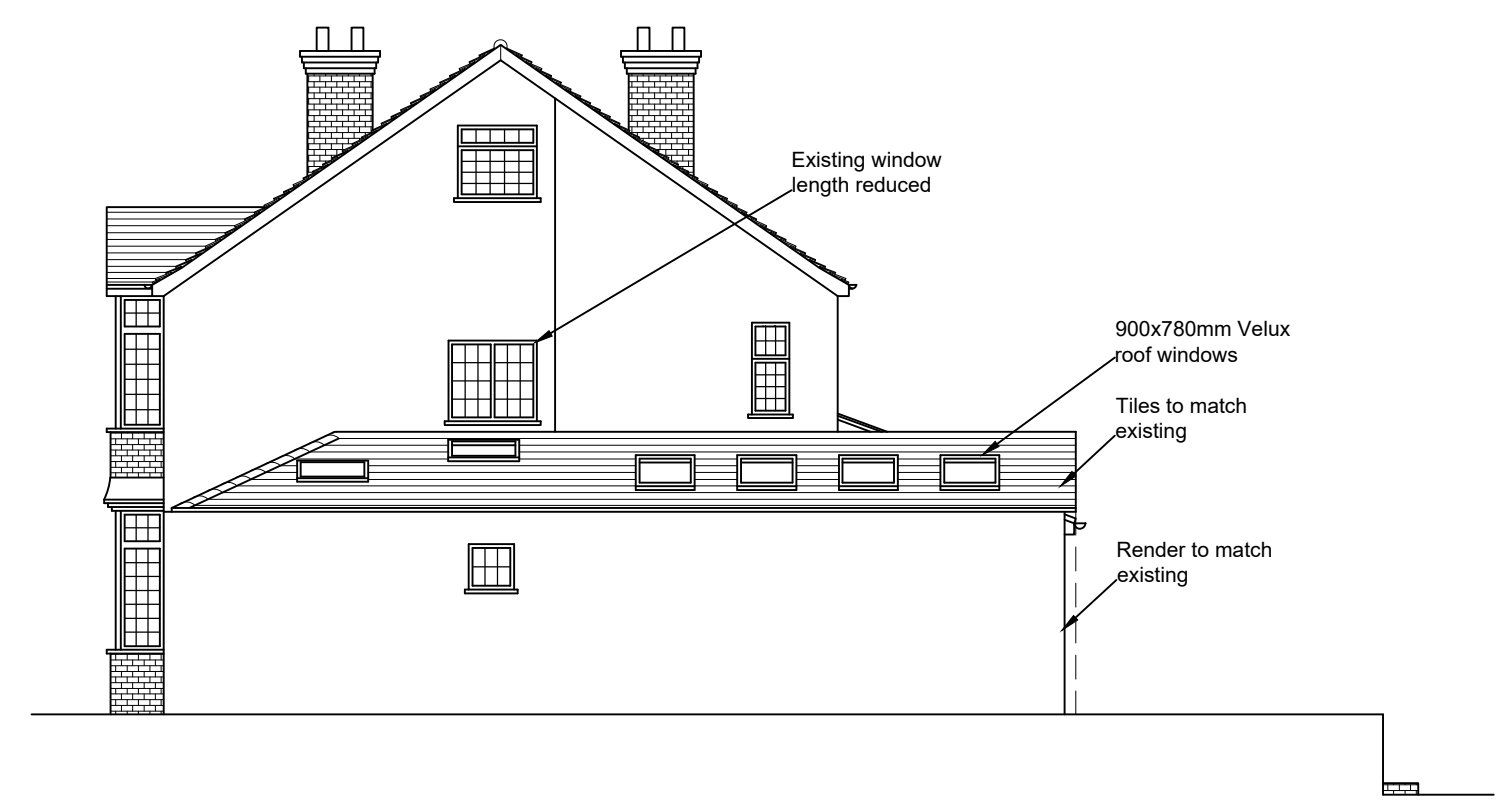 Existing window
length reduced
900x780mm Velux
roof windows
Tiles to match
existing
Render to match
existing